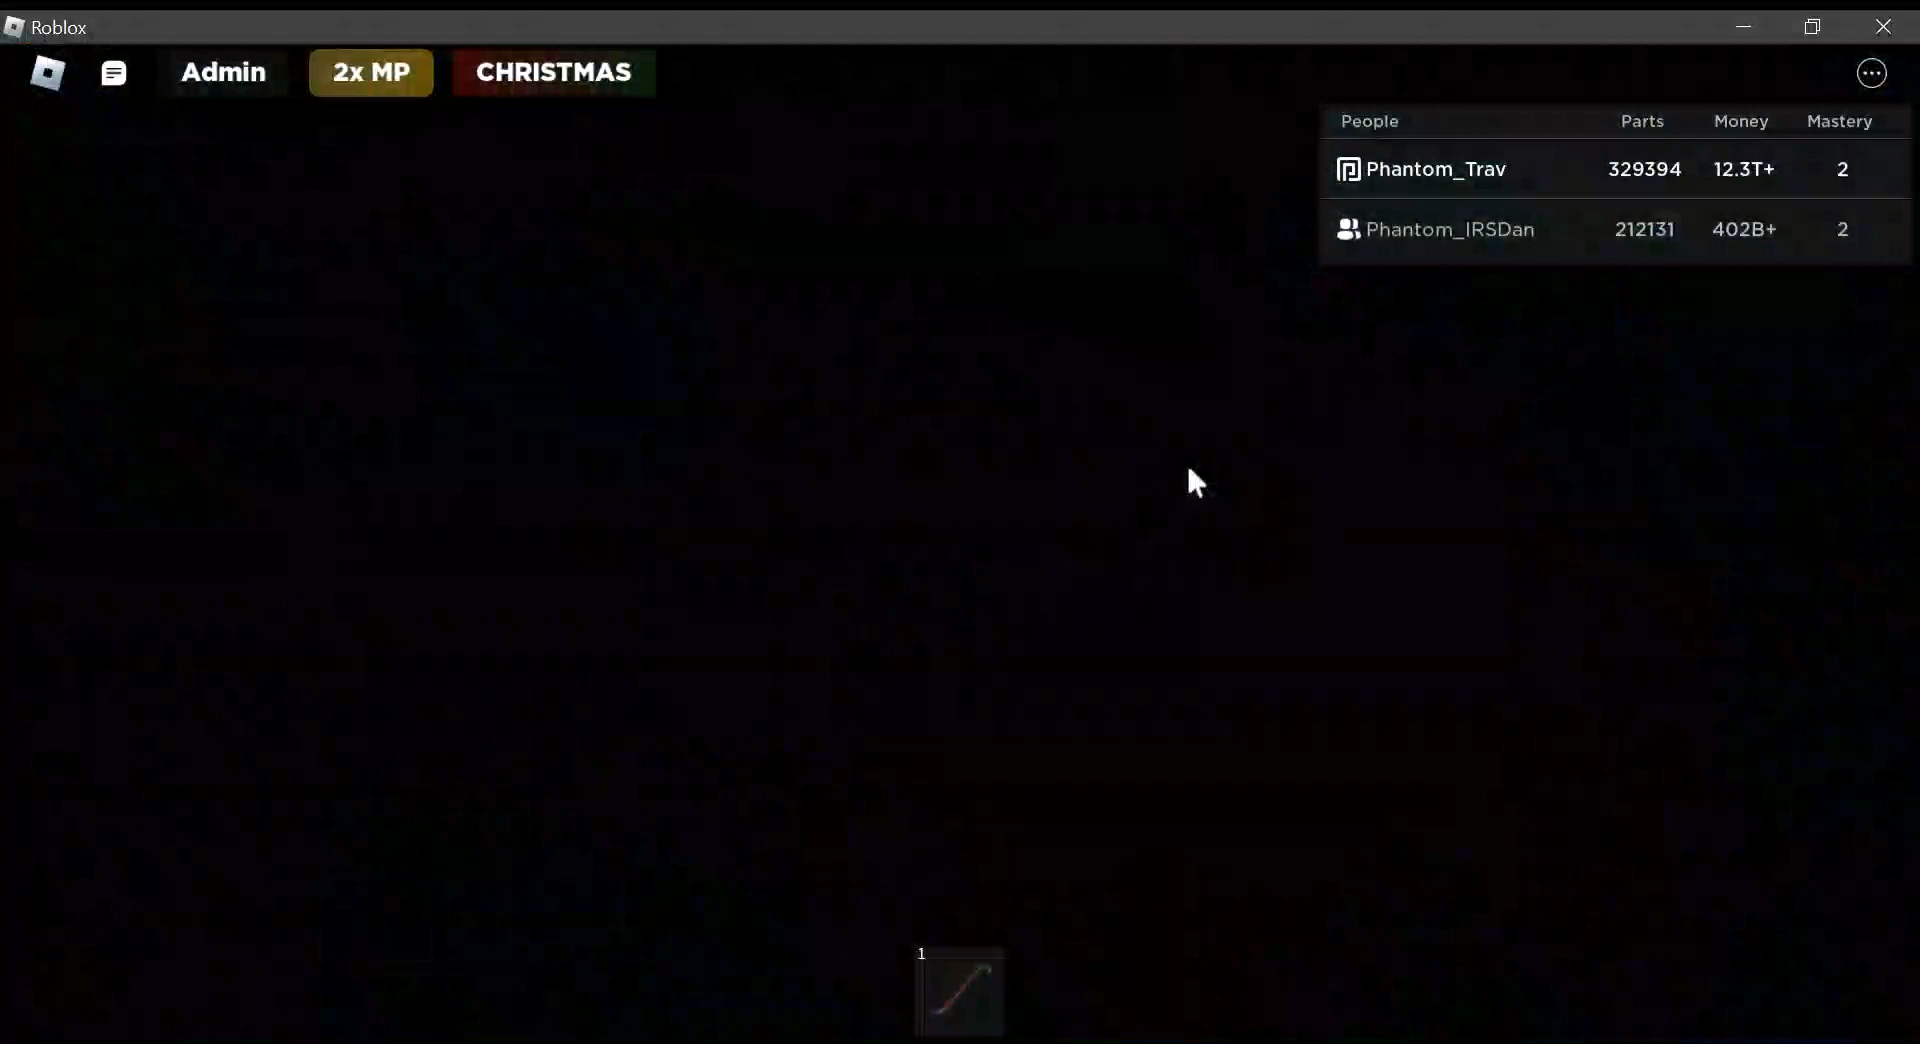 Roblox
Admin
2x MP
CHRISTMAS
People Parts Money Mastery
Phantom_Trav 329394 12.3T+ 2
Phantom_IRSDan 212131 402B+ 2
1